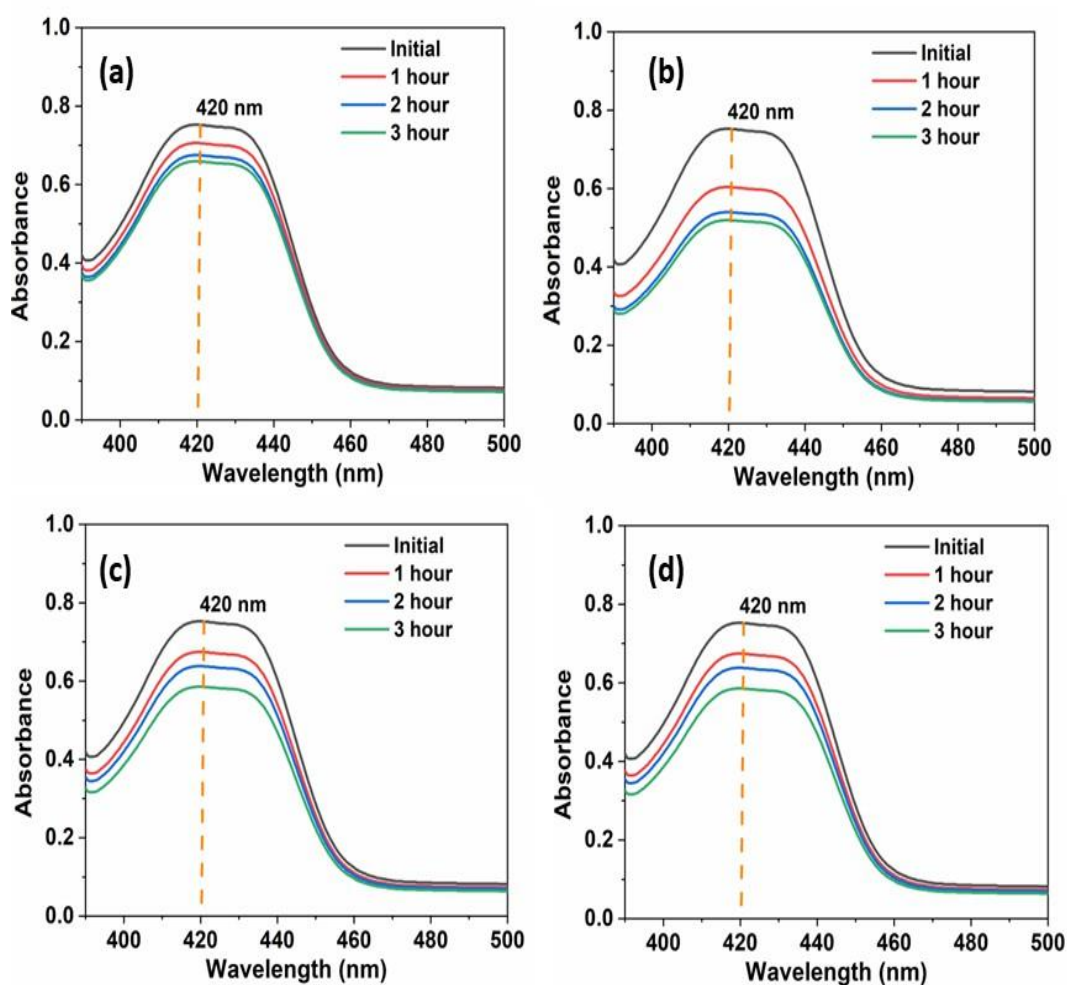 (a)
Initial
1 hour
2 hour
3 hour
420 nm
Absorbance
1.0
0.8
0.6
0.4
0.2
0.0
400 420 440 460 480 500
Wavelength (nm)
(b)
Initial
1 hour
2 hour
3 hour
420 nm
Absorbance
1.0
0.8
0.6
0.4
0.2
0.0
400 420 440 460 480 500
Wavelength (nm)
(c)
Initial
1 hour
2 hour
3 hour
420 nm
Absorbance
1.0
0.8
0.6
0.4
0.2
0.0
400 420 440 460 480 500
Wavelength (nm)
(d)
Initial
1 hour
2 hour
3 hour
420 nm
Absorbance
1.0
0.8
0.6
0.4
0.2
0.0
400 420 440 460 480 500
Wavelength (nm)